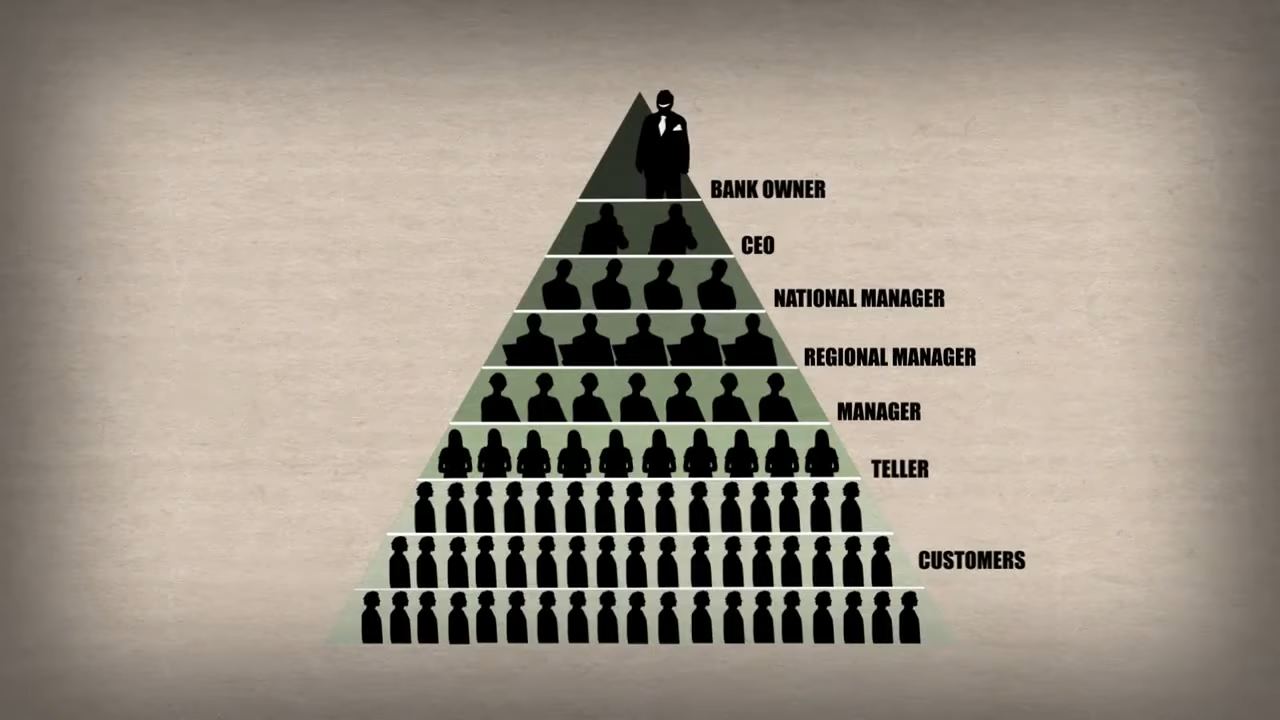 BANK OWNER
CEO
NATIONAL MANAGER
REGIONAL MANAGER
MANAGER
TELLER
CUSTOMERS